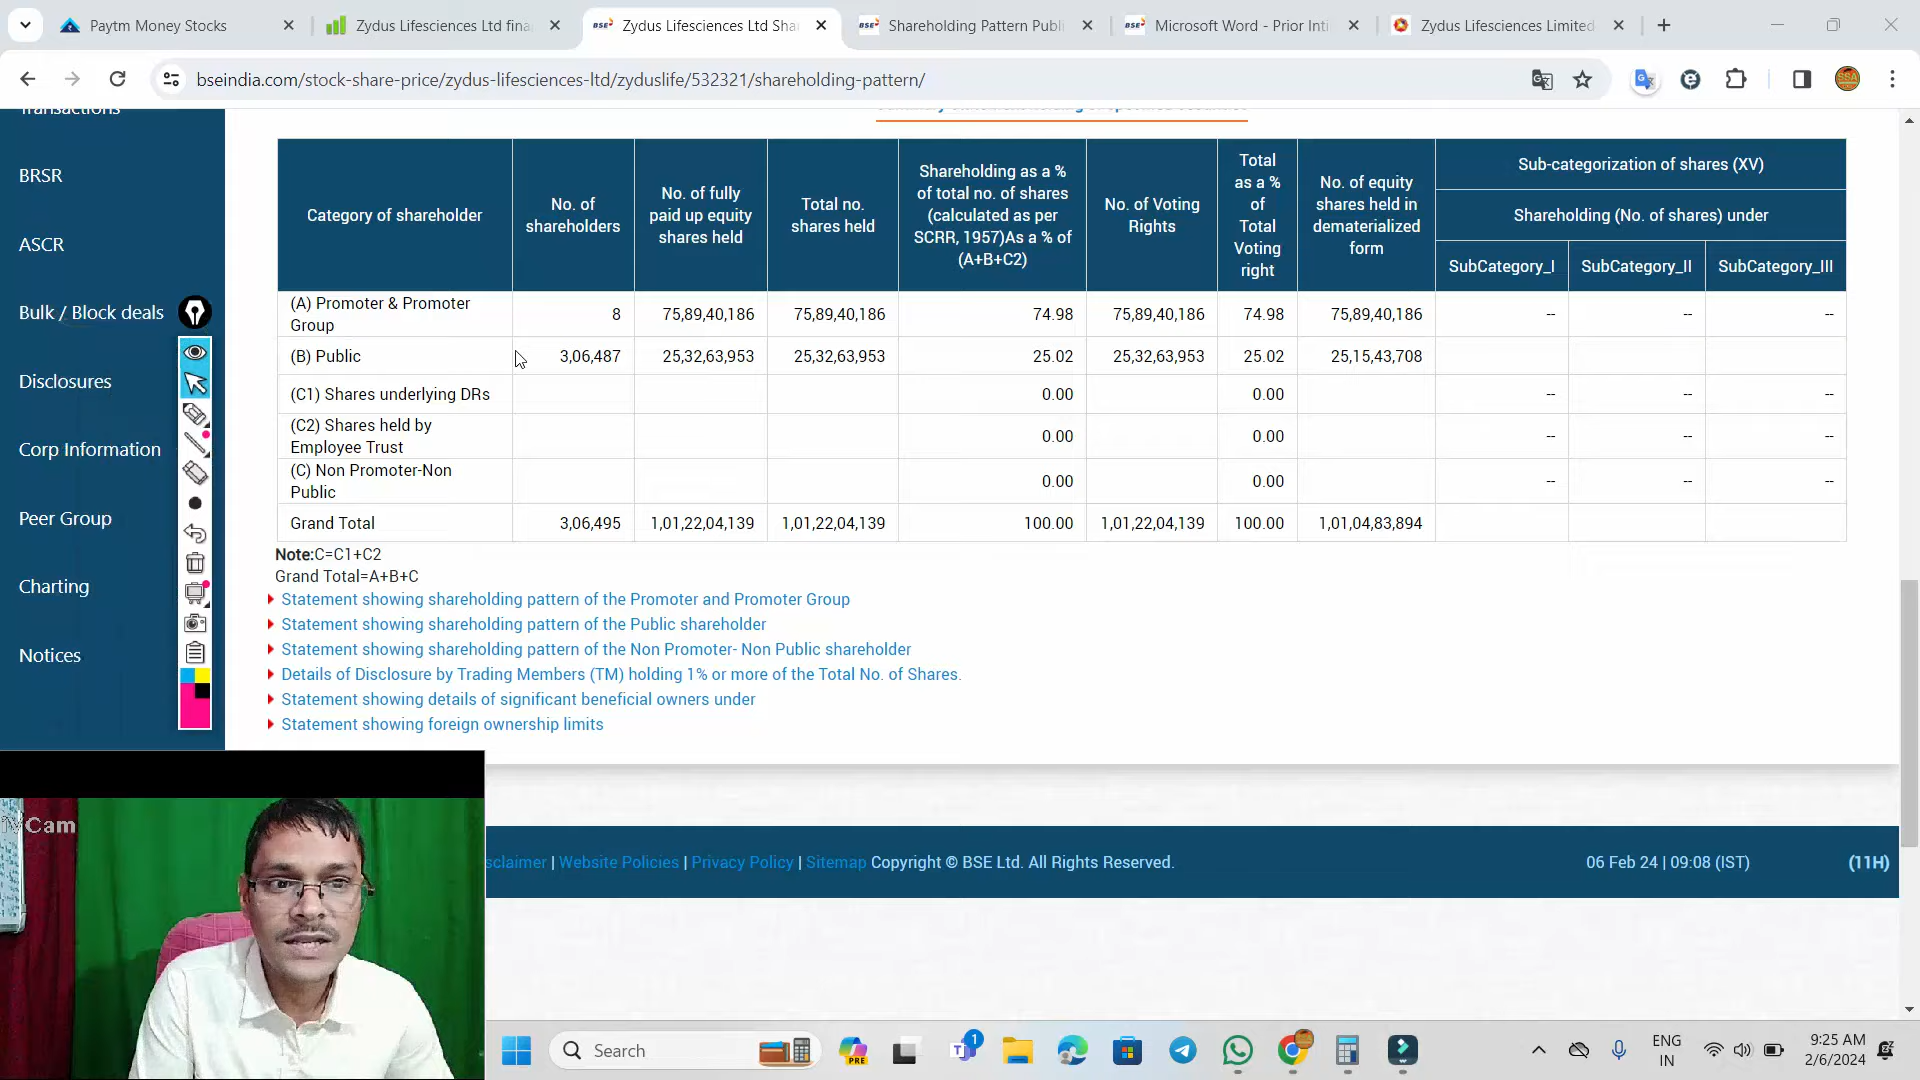 Paytm Money Stocks
Zydus Lifesciences Ltd fina
Zydus Lifesciences Ltd Sha
Shareholding Pattern Publ
Microsoft Word - Prior Inti
Zydus Lifesciences Limited
bseindia.com/stock-share-price/zydus-lifesciences-ltd/zyduslife/532321/shareholding-pattern/
Transactions
BRSR
ASCR
Bulk / Block deals
Disclosures
Corp Information
Peer Group
Charting
Notices
Category of shareholder
No. of
shareholders
No. of fully
paid up equity
shares held
Total no.
shares held
Shareholding as a %
of total no. of shares
(calculated as per
SCRR, 1957)As a % of
(A+B+C2)
No. of Voting
Rights
Total
as a %
of
Total
Voting
right
No. of equity
shares held in
dematerialized
form
Sub-categorization of shares (XV)
Shareholding (No. of shares) under
SubCategory_I SubCategory_II SubCategory_III
(A) Promoter & Promoter
Group 8 75,89,40,186 75,89,40,186 74.98 75,89,40,186 74.98 75,89,40,186 -- -- --
(B) Public 3,06,487 25,32,63,953 25,32,63,953 25.02 25,32,63,953 25.02 25,15,43,708
(C1) Shares underlying DRs 0.00 0.00 -- -- --
(C2) Shares held by
Employee Trust 0.00 0.00 -- -- --
(C) Non Promoter-Non
Public 0.00 0.00 -- -- --
Grand Total 3,06,495 1,01,22,04,139 1,01,22,04,139 100.00 1,01,22,04,139 100.00 1,01,04,83,894
Note:C=C1+C2
Grand Total=A+B+C
Statement showing shareholding pattern of the Promoter and Promoter Group
Statement showing shareholding pattern of the Public shareholder
Statement showing shareholding pattern of the Non Promoter- Non Public shareholder
Details of Disclosure by Trading Members (TM) holding 1% or more of the Total No. of Shares.
Statement showing details of significant beneficial owners under
Statement showing foreign ownership limits
sclaimer | Website Policies | Privacy Policy | Sitemap Copyright © BSE Ltd. All Rights Reserved.
06 Feb 24 | 09:08 (IST) (11H)
Search
PRE
1
ENG
IN
9:25 AM
2/6/2024